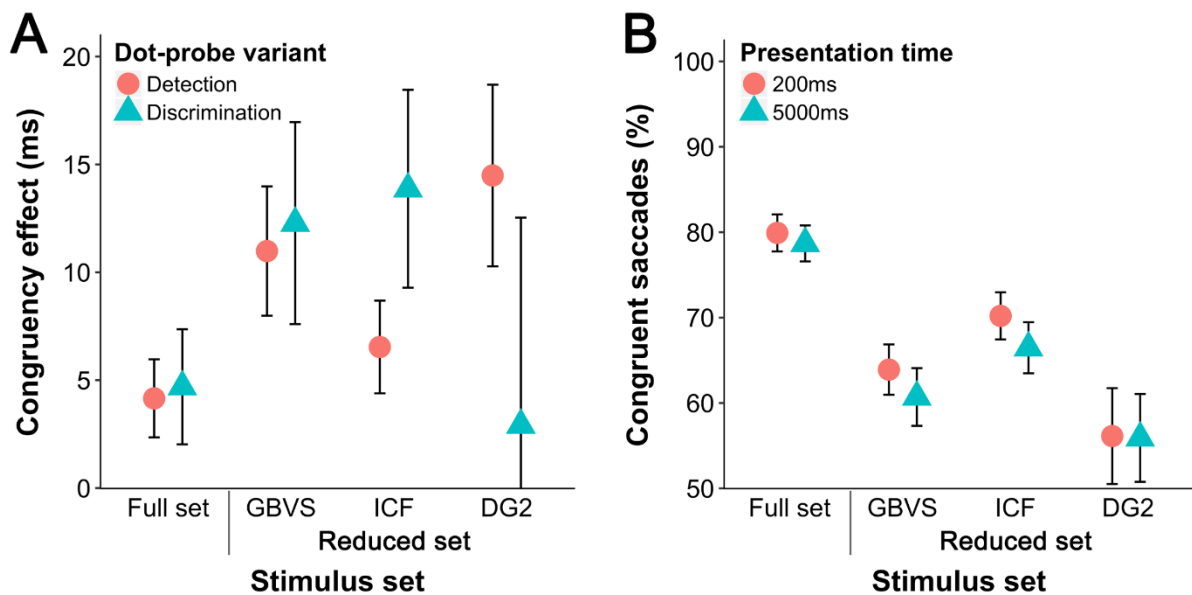 A
Dot-probe variant
Detection
Discrimination
Congruency effect (ms)
20
15
10
5
0
Full set
GBVS
ICF
DG2
Reduced set
Stimulus set
B
Presentation time
200ms
5000ms
Congruent saccades (%)
100
90
80
70
60
50
Full set
GBVS
ICF
DG2
Reduced set
Stimulus set